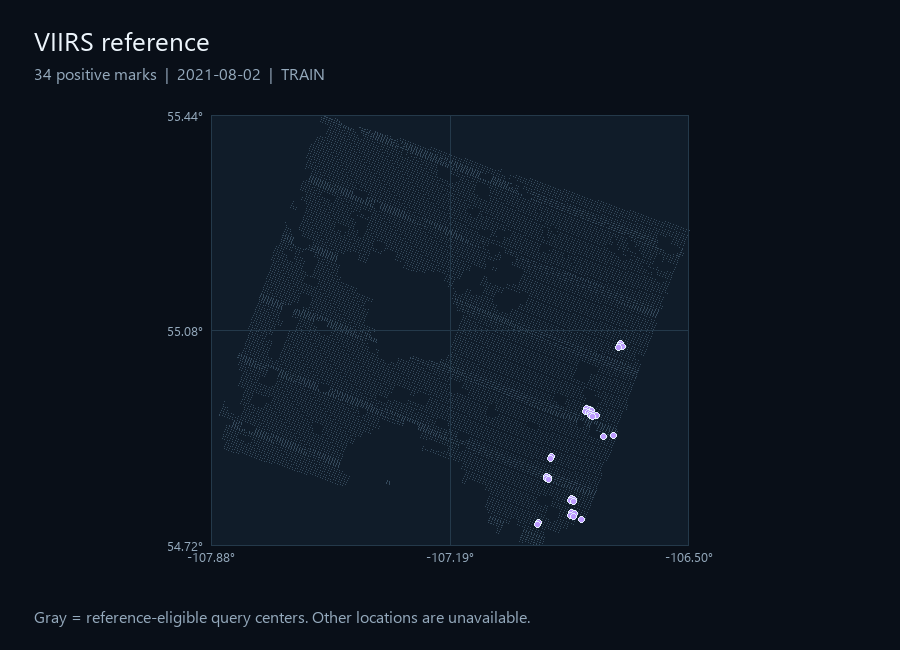 VIIRS reference
34 positive marks | 2021-08-02 | TRAIN
55.44°
55.08°
54.72°
-107.88°
-107.19°
-106.50°
Gray = reference-eligible query centers. Other locations are unavailable.